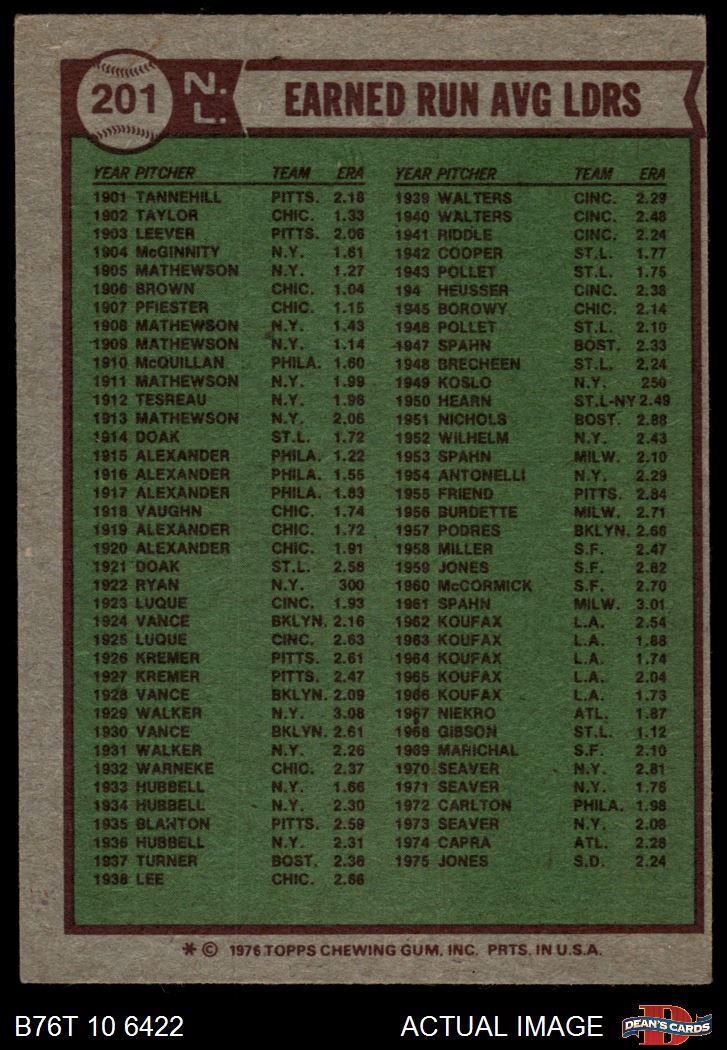 201 N.L. EARNED RUN AVG LDRS
YEAR PITCHER TEAM ERA
1901 TANNEHILL PITTS. 2.18
1902 TAYLOR CHIC. 1.33
1903 LEEVER PITTS. 2.06
1904 McGINNITY N.Y. 1.61
1905 MATHEWSON N.Y. 1.27
1906 BROWN CHIC. 1.04
1907 PFIESTER CHIC. 1.15
1908 MATHEWSON N.Y. 1.43
1909 MATHEWSON N.Y. 1.14
1910 McQUILLAN PHILA. 1.60
1911 MATHEWSON N.Y. 1.99
1912 TESREAU N.Y. 1.98
1913 MATHEWSON N.Y. 2.06
1914 DOAK ST.L. 1.72
1915 ALEXANDER PHILA. 1.22
1916 ALEXANDER PHILA. 1.55
1917 ALEXANDER PHILA. 1.83
1918 VAUGHN CHIC. 1.74
1919 ALEXANDER CHIC. 1.72
1920 ALEXANDER CHIC. 1.91
1921 DOAK ST.L. 2.58
1922 RYAN N.Y. 300
1923 LUQUE CINC. 1.93
1924 VANCE BKLYN. 2.16
1925 LUQUE CINC. 2.63
1926 KREMER PITTS. 2.61
1927 KREMER PITTS. 2.47
1928 VANCE BKLYN. 2.09
1929 WALKER N.Y. 3.08
1930 VANCE BKLYN. 2.61
1931 WALKER N.Y. 2.26
1932 WARNEKE CHIC. 2.37
1933 HUBBELL N.Y. 1.66
1934 HUBBELL N.Y. 2.30
1935 BLANTON PITTS. 2.59
1936 HUBBELL N.Y. 2.31
1937 TURNER BOST. 2.38
1938 LEE CHIC. 2.66
YEAR PITCHER TEAM ERA
1939 WALTERS CINC. 2.29
1940 WALTERS CINC. 2.48
1941 RIDDLE CINC. 2.24
1942 COOPER ST.L. 1.77
1943 POLLET ST.L. 1.75
194 HEUSSER CINC. 2.38
1945 BOROWY CHIC. 2.14
1946 POLLET ST.L. 2.10
1947 SPAHN BOST. 2.33
1948 BRECHEEN ST.L. 2.24
1949 KOSLO N.Y. 250
1950 HEARN ST.L-NY 2.49
1951 NICHOLS BOST. 2.88
1952 WILHELM N.Y. 2.43
1953 SPAHN MILW. 2.10
1954 ANTONELLI N.Y. 2.29
1955 FRIEND PITTS. 2.84
1956 BURDETTE MILW. 2.71
1957 PODRES BKLYN. 2.66
1958 MILLER S.F. 2.47
1959 JONES S.F. 2.82
1960 McCORMICK S.F. 2.70
1961 SPAHN MILW. 3.01
1962 KOUFAX L.A. 2.54
1963 KOUFAX L.A. 1.88
1964 KOUFAX L.A. 1.74
1965 KOUFAX L.A. 2.04
1966 KOUFAX L.A. 1.73
1967 NIEKRO ATL. 1.87
1968 GIBSON ST.L. 1.12
1969 MARICHAL S.F. 2.10
1970 SEAVER N.Y. 2.81
1971 SEAVER N.Y. 1.76
1972 CARLTON PHILA. 1.98
1973 SEAVER N.Y. 2.08
1974 CAPRA ATL. 2.28
1975 JONES S.D. 2.24
* © 1976 TOPPS CHEWING GUM, INC. PRTS. IN U.S.A.
B76T 10 6422 ACTUAL IMAGE D DEAN'S CARDS